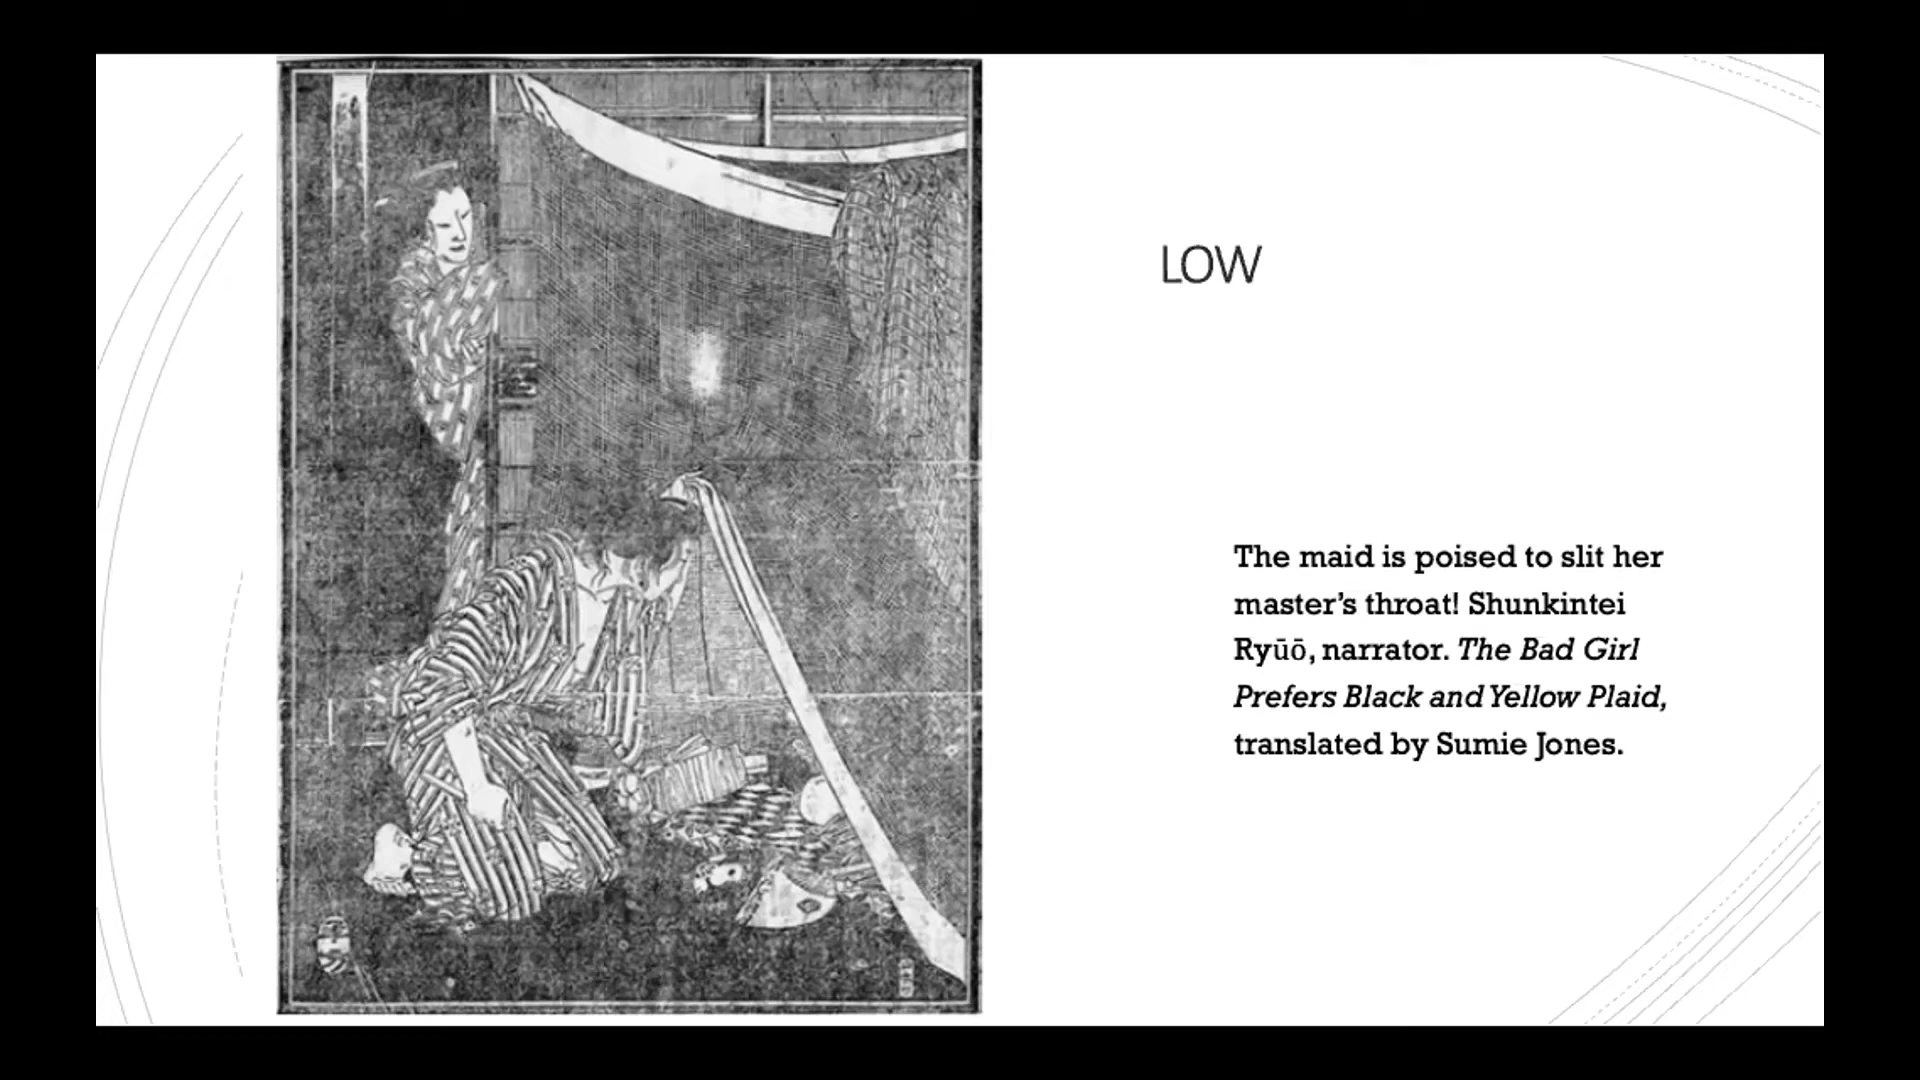 LOW
The maid is poised to slit her
master's throat! Shunkintei
Ryūō, narrator. The Bad Girl
Prefers Black and Yellow Plaid,
translated by Sumie Jones.